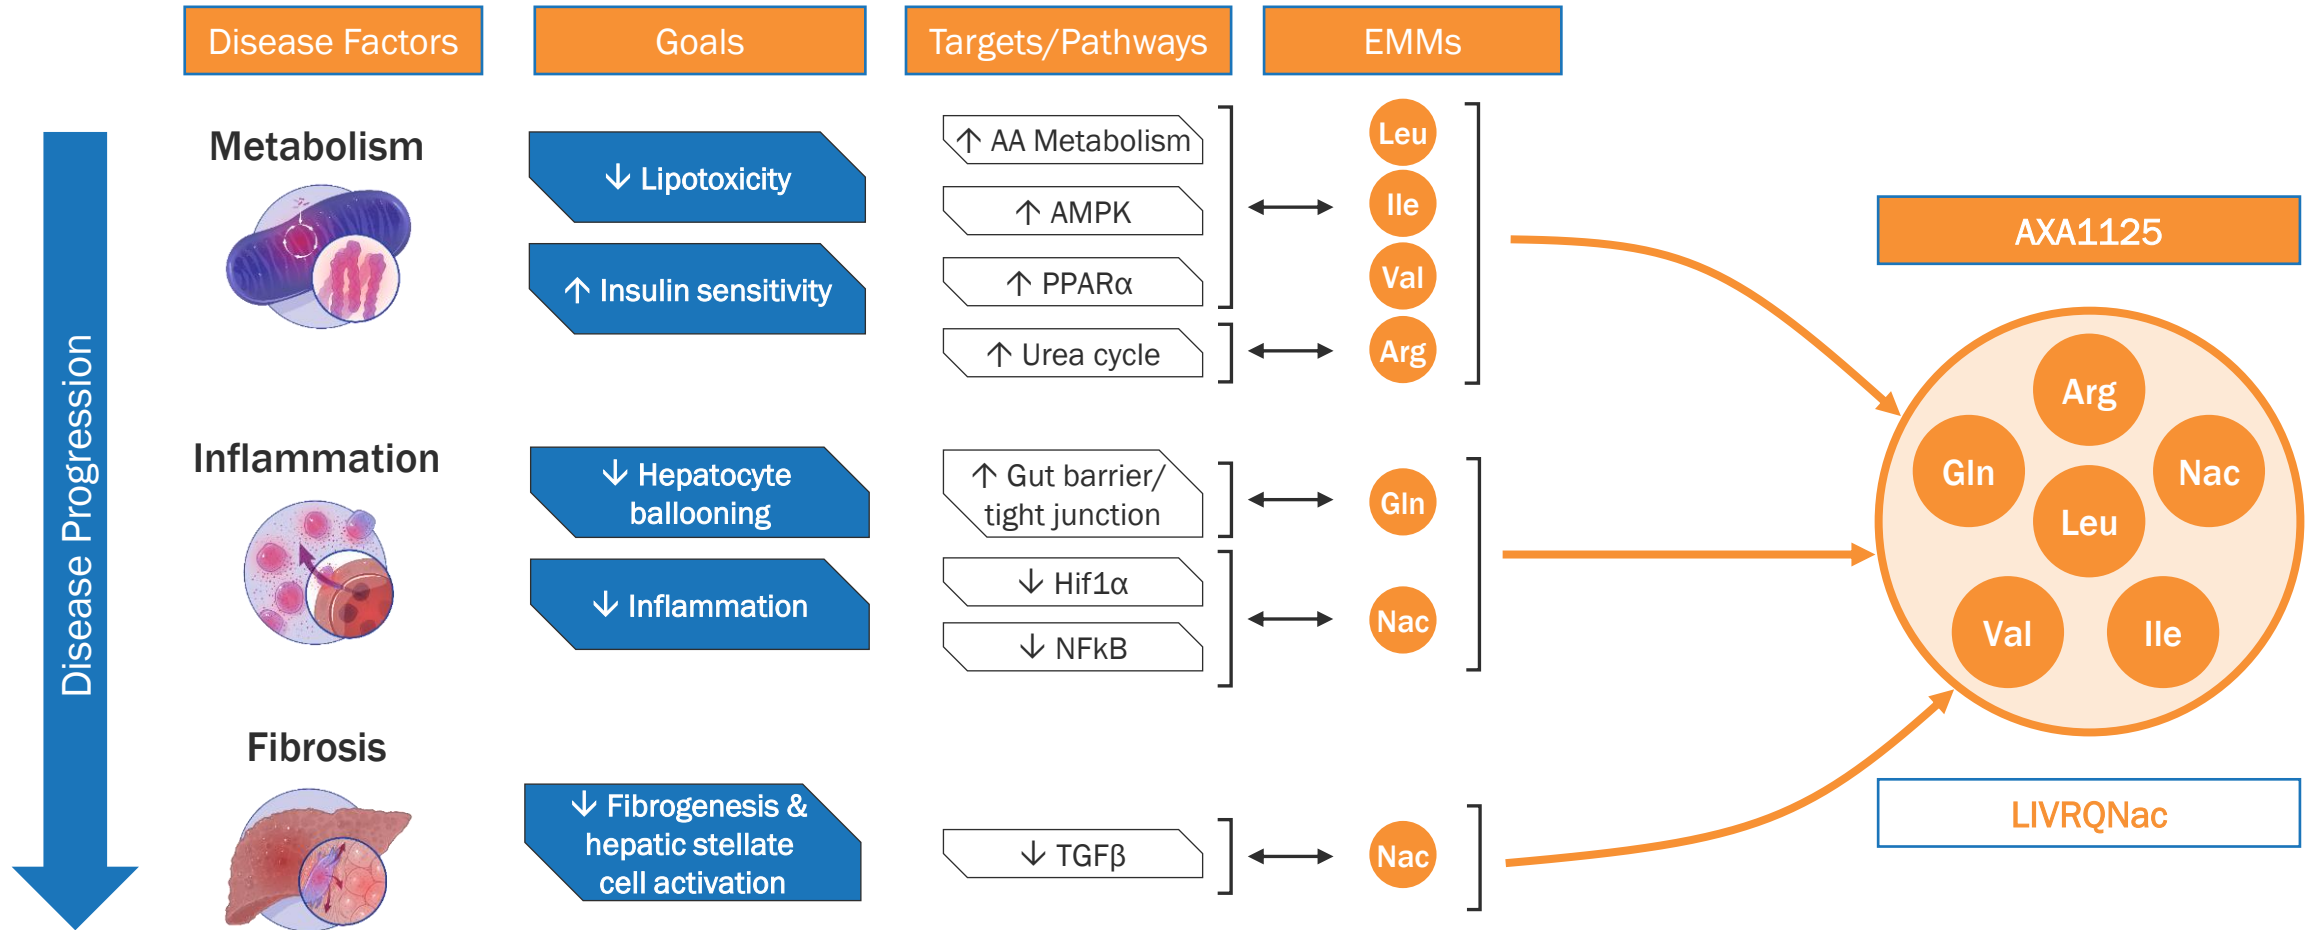 Disease Factors
Goals
Targets/Pathways
EMMs
Disease Progression
Metabolism
↓ Lipotoxicity
↑ Insulin sensitivity
↑ AA Metabolism
↑ AMPK
↑ PPARα
↑ Urea cycle
Leu
Ile
Val
Arg
Inflammation
↓ Hepatocyte
ballooning
↓ Inflammation
↑ Gut barrier/
tight junction
↓ Hif1α
↓ NFkB
Gln
Nac
Fibrosis
↓ Fibrogenesis &
hepatic stellate
cell activation
↓ TGFβ
Nac
AXA1125
Arg
Gln
Nac
Leu
Val
Ile
LIVRQNac